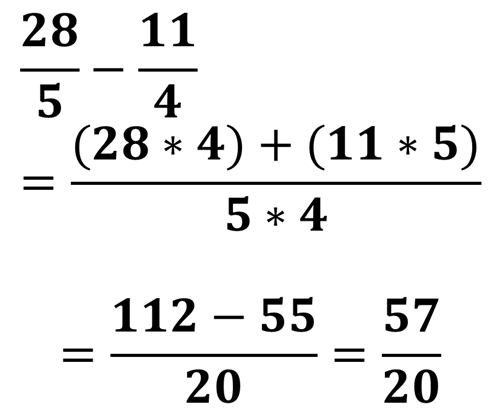 28/5 − 11/4
= (28 * 4) + (11 * 5) / 5 * 4
= 112 − 55 / 20 = 57/20